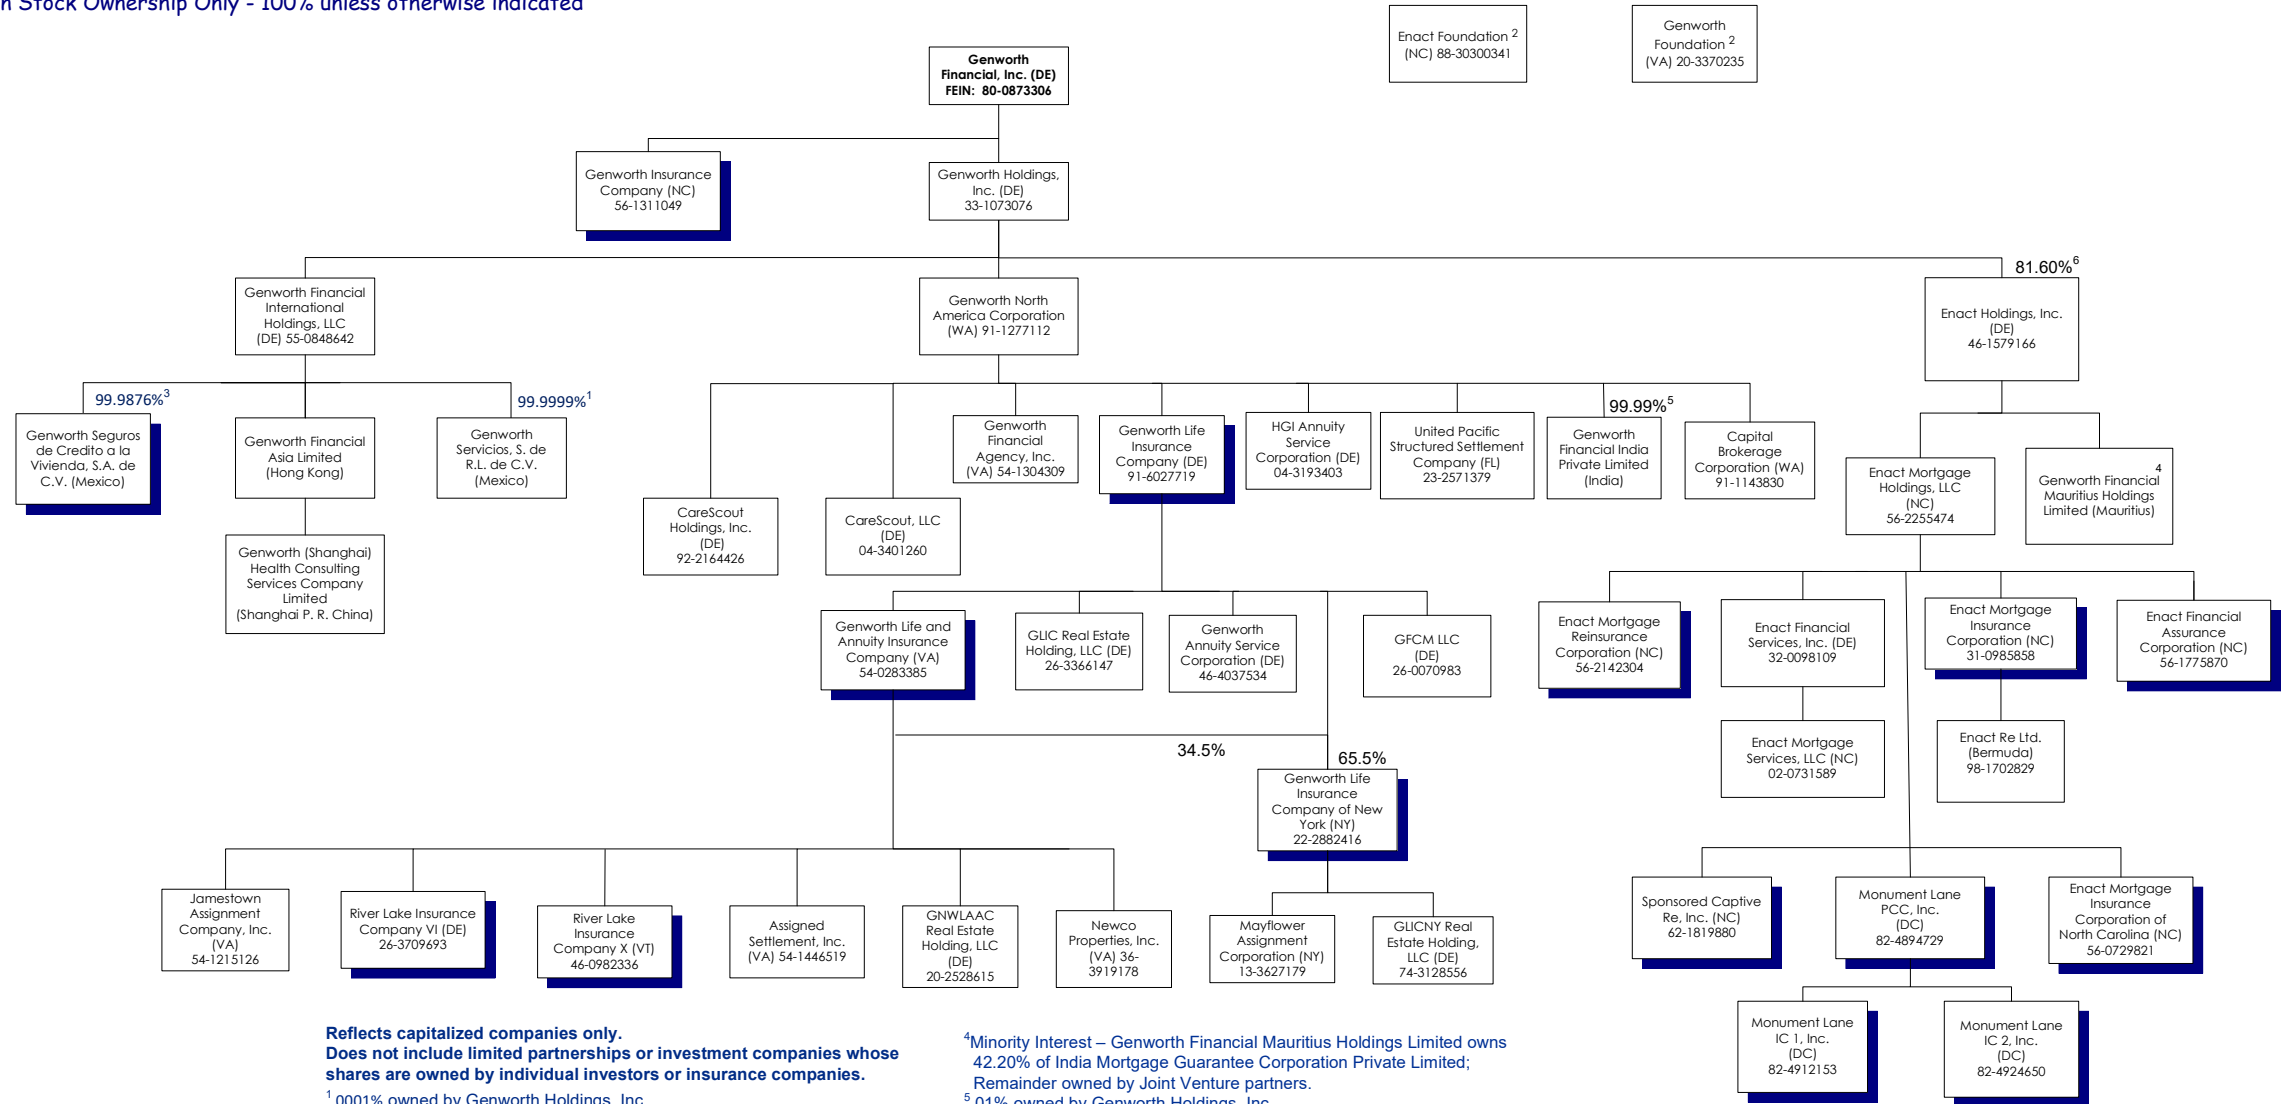 n Stock Ownership Only - 100% unless otherwise indicated
Enact Foundation 2
(NC) 88-30300341
Genworth
Foundation 2
(VA) 20-3370235
Genworth
Financial, Inc. (DE)
FEIN: 80-0873306
Genworth Insurance
Company (NC)
56-1311049
Genworth Holdings,
Inc. (DE)
33-1073076
Genworth Financial
International
Holdings, LLC
(DE) 55-0848642
Genworth North
America Corporation
(WA) 91-1277112
81.60%6
Enact Holdings, Inc.
(DE)
46-1579166
99.9876%3
Genworth Seguros
de Credito a la
Vivienda, S.A. de
C.V. (Mexico)
Genworth Financial
Asia Limited
(Hong Kong)
99.9999%1
Genworth
Servicios, S. de
R.L. de C.V.
(Mexico)
Genworth (Shanghai)
Health Consulting
Services Company
Limited
(Shanghai P. R. China)
CareScout
Holdings, Inc.
(DE)
92-2164426
CareScout, LLC
(DE)
04-3401260
Genworth
Financial
Agency, Inc.
(VA) 54-1304309
Genworth Life
Insurance
Company (DE)
91-6027719
HGI Annuity
Service
Corporation (DE)
04-3193403
United Pacific
Structured Settlement
Company (FL)
23-2571379
99.99%5
Genworth
Financial India
Private Limited
(India)
Capital
Brokerage
Corporation (WA)
91-1143830
Enact Mortgage
Holdings, LLC
(NC)
56-2255474
4
Genworth Financial
Mauritius Holdings
Limited (Mauritius)
Genworth Life and
Annuity Insurance
Company (VA)
54-0283385
GLIC Real Estate
Holding, LLC (DE)
26-3366147
Genworth
Annuity Service
Corporation (DE)
46-4037534
GFCM LLC
(DE)
26-0070983
Enact Mortgage
Reinsurance
Corporation (NC)
56-2142304
Enact Financial
Services, Inc. (DE)
32-0098109
Enact Mortgage
Insurance
Corporation (NC)
31-0985858
Enact Financial
Assurance
Corporation (NC)
56-1775870
34.5%
65.5%
Genworth Life
Insurance
Company of New
York (NY)
22-2882416
Enact Mortgage
Services, LLC (NC)
02-0731589
Enact Re Ltd.
(Bermuda)
98-1702829
Jamestown
Assignment
Company, Inc.
(VA)
54-1215126
River Lake Insurance
Company VI (DE)
26-3709693
River Lake
Insurance
Company X (VT)
46-0982336
Assigned
Settlement, Inc.
(VA) 54-1446519
GNWLAAC
Real Estate
Holding, LLC
(DE)
20-2528615
Newco
Properties, Inc.
(VA) 36-
3919178
Mayflower
Assignment
Corporation (NY)
13-3627179
GLICNY Real
Estate Holding,
LLC (DE)
74-3128556
Sponsored Captive
Re, Inc. (NC)
62-1819880
Monument Lane
PCC, Inc.
(DC)
82-4894729
Enact Mortgage
Insurance
Corporation of
North Carolina (NC)
56-0729821
Monument Lane
IC 1, Inc.
(DC)
82-4912153
Monument Lane
IC 2, Inc.
(DC)
82-4924650
Reflects capitalized companies only.
Does not include limited partnerships or investment companies whose
shares are owned by individual investors or insurance companies.
1 .0001% owned by Genworth Holdings, Inc.
4Minority Interest – Genworth Financial Mauritius Holdings Limited owns
42.20% of India Mortgage Guarantee Corporation Private Limited;
Remainder owned by Joint Venture partners.
5 .01% owned by Genworth Holdings, Inc.